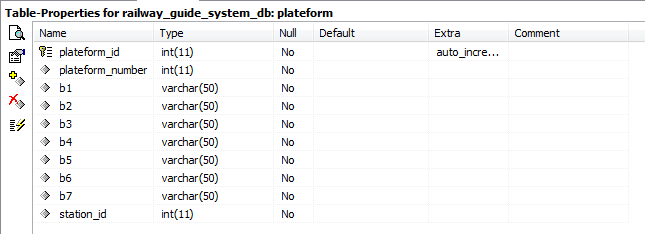 Table-Properties for railway_guide_system_db: plateform
Name Type Null Default Extra Comment
plateform_id int(11) No auto_incre...
plateform_number int(11) No
b1 varchar(50) No
b2 varchar(50) No
b3 varchar(50) No
b4 varchar(50) No
b5 varchar(50) No
b6 varchar(50) No
b7 varchar(50) No
station_id int(11) No